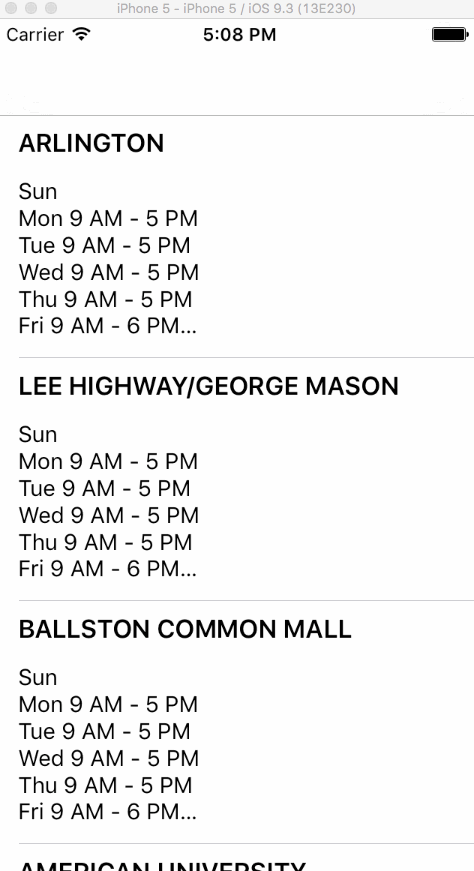 iPhone 5 - iPhone 5 / iOS 9.3 (13E230)
Carrier 5:08 PM
ARLINGTON
Sun
Mon 9 AM - 5 PM
Tue 9 AM - 5 PM
Wed 9 AM - 5 PM
Thu 9 AM - 5 PM
Fri 9 AM - 6 PM...
LEE HIGHWAY/GEORGE MASON
Sun
Mon 9 AM - 5 PM
Tue 9 AM - 5 PM
Wed 9 AM - 5 PM
Thu 9 AM - 5 PM
Fri 9 AM - 6 PM...
BALLSTON COMMON MALL
Sun
Mon 9 AM - 5 PM
Tue 9 AM - 5 PM
Wed 9 AM - 5 PM
Thu 9 AM - 5 PM
Fri 9 AM - 6 PM...
AMERICAN UNIVERSITY